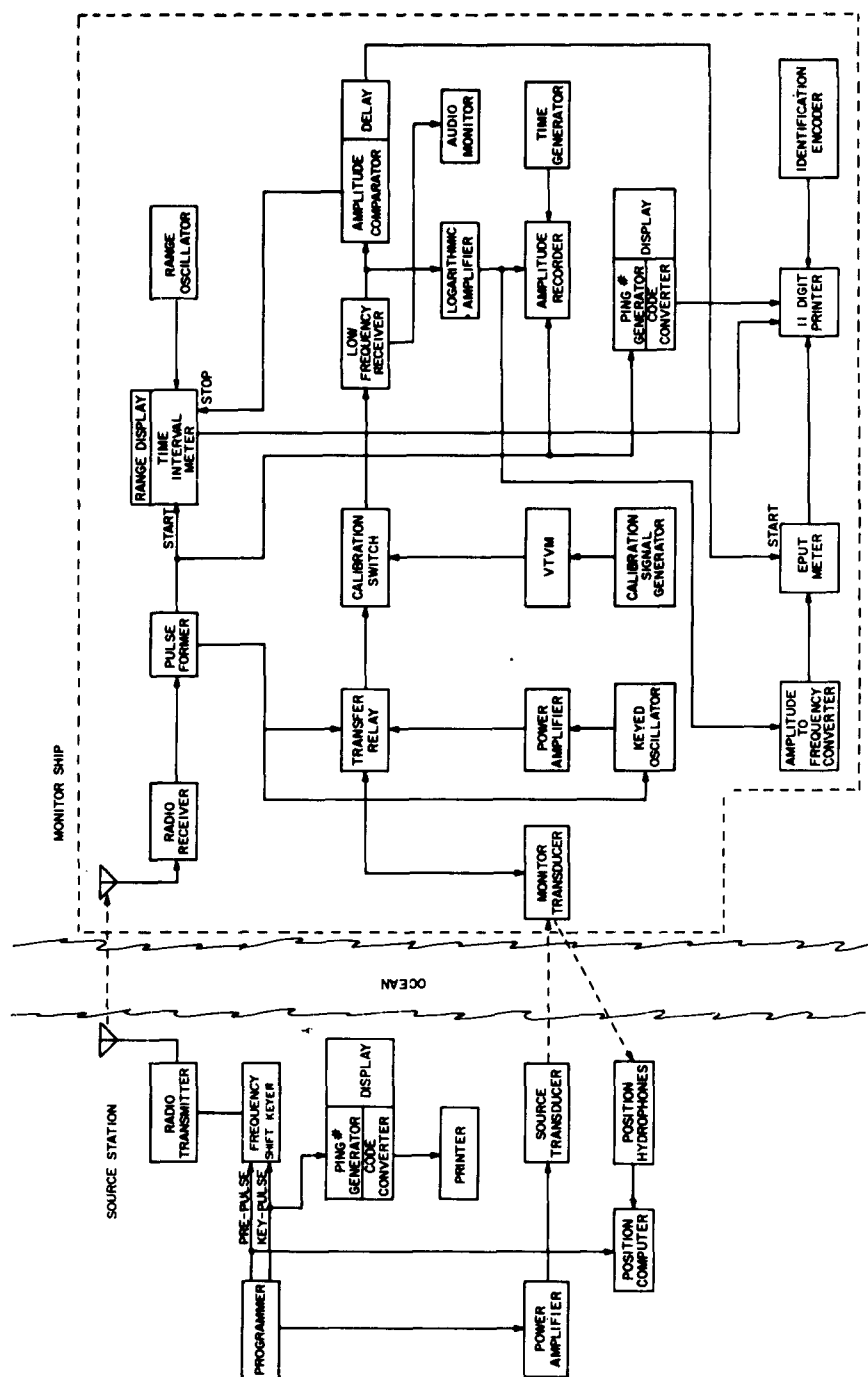 SOURCE STATION
RADIO
TRANSMITTER
PRE-PULSE
KEY-PULSE
FREQUENCY
SHIFT KEYER
PROGRAMMER
PING #
GENERATOR
CODE
CONVERTER
DISPLAY
PRINTER
POWER
AMPLIFIER
SOURCE
TRANSDUCER
POSITION
COMPUTER
POSITION
HYDROPHONES
OCEAN
MONITOR SHIP
RADIO
RECEIVER
PULSE
FORMER
START
RANGE DISPLAY
TIME
INTERVAL
METER
STOP
RANGE
OSCILLATOR
TRANSFER
RELAY
CALIBRATION
SWITCH
LOW
FREQUENCY
RECEIVER
AMPLITUDE
COMPARATOR
DELAY
AUDIO
MONITOR
LOGARITHMIC
AMPLIFIER
MONITOR
TRANSDUCER
POWER
AMPLIFIER
KEYED
OSCILLATOR
VTVM
CALIBRATION
SIGNAL
GENERATOR
AMPLITUDE
RECORDER
TIME
GENERATOR
PING #
GENERATOR
CODE
CONVERTER
DISPLAY
AMPLITUDE
TO
FREQUENCY
CONVERTER
START
EPUT
METER
11 DIGIT
PRINTER
IDENTIFICATION
ENCODER